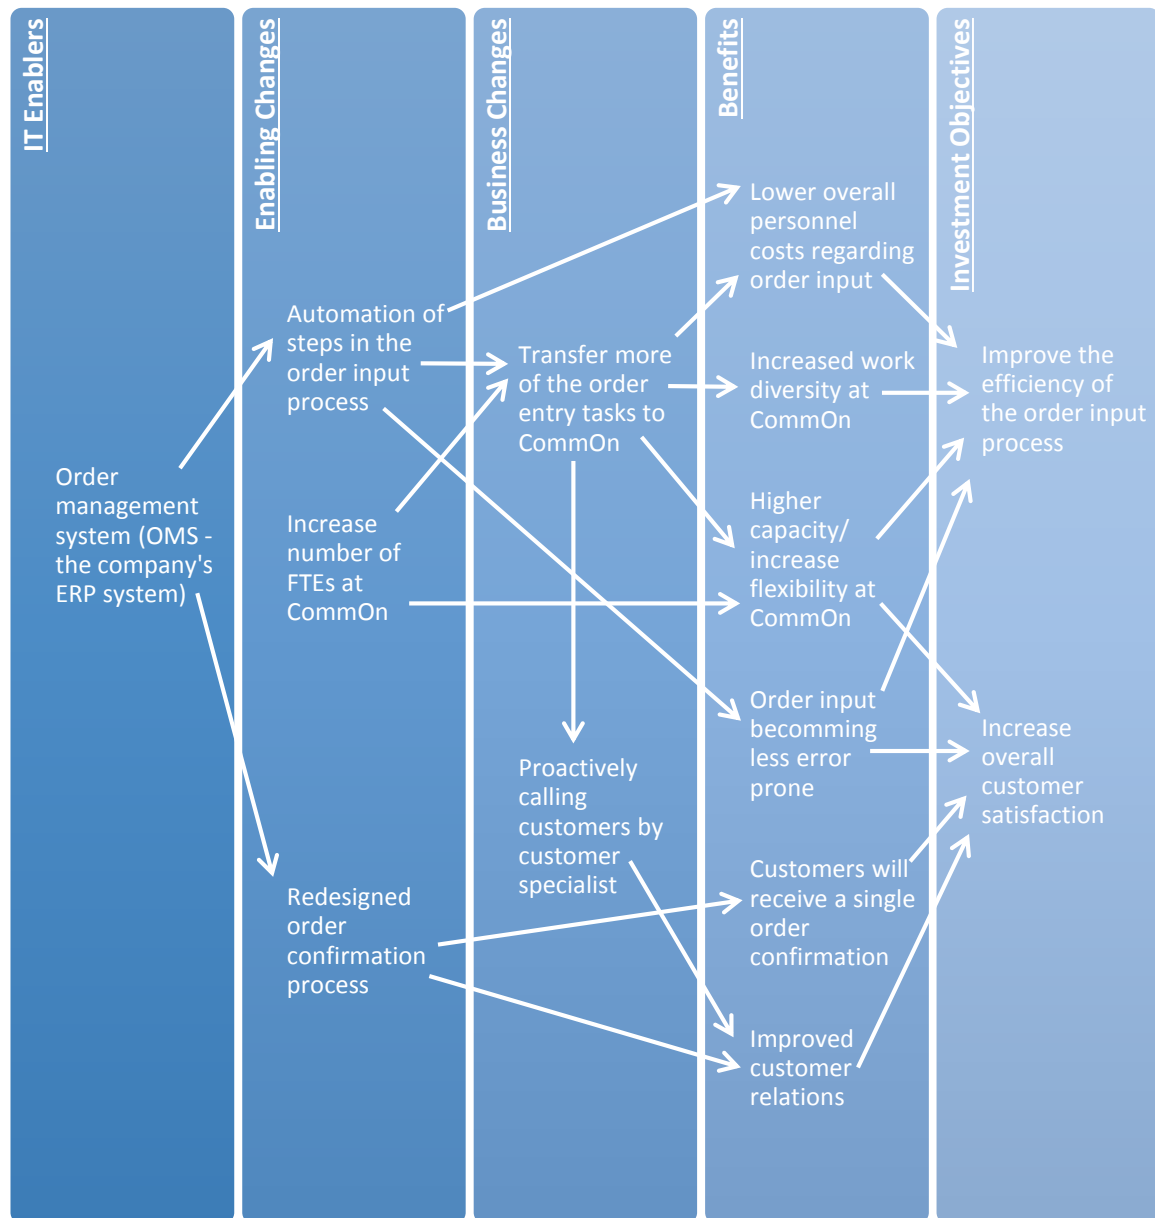 IT Enablers
Order
management
system (OMS -
the company's
ERP system)
Enabling Changes
Automation of
steps in the
order input
process
Increase
number of
FTEs at
CommOn
Redesigned
order
confirmation
process
Business Changes
Transfer more
of the order
entry tasks to
CommOn
Proactively
calling
customers by
customer
specialist
Benefits
Lower overall
personnel
costs regarding
order input
Increased work
diversity at
CommOn
Higher
capacity/
increase
flexibility at
CommOn
Order input
becomming
less error
prone
Customers will
receive a single
order
confirmation
Improved
customer
relations
Investment Objectives
Improve the
efficiency of
the order input
process
Increase
overall
customer
satisfaction